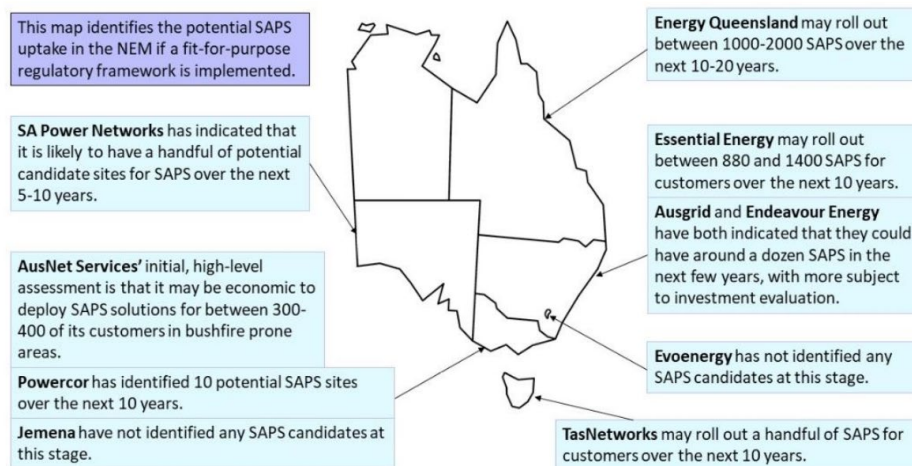 This map identifies the potential SAPS
uptake in the NEM if a fit-for-purpose
regulatory framework is implemented.
SA Power Networks has indicated that
it is likely to have a handful of potential
candidate sites for SAPS over the next
5-10 years.
AusNet Services' initial, high-level
assessment is that it may be economic to
deploy SAPS solutions for between 300-
400 of its customers in bushfire prone
areas.
Powercor has identified 10 potential SAPS sites
over the next 10 years.
Jemena have not identified any SAPS candidates at
this stage.
Energy Queensland may roll out
between 1000-2000 SAPS over the
next 10-20 years.
Essential Energy may roll out
between 880 and 1400 SAPS for
customers over the next 10 years.
Ausgrid and Endeavour Energy
have both indicated that they could
have around a dozen SAPS in the
next few years, with more subject
to investment evaluation.
Evoenergy has not identified any
SAPS candidates at this stage.
TasNetworks may roll out a handful of SAPS for
customers over the next 10 years.